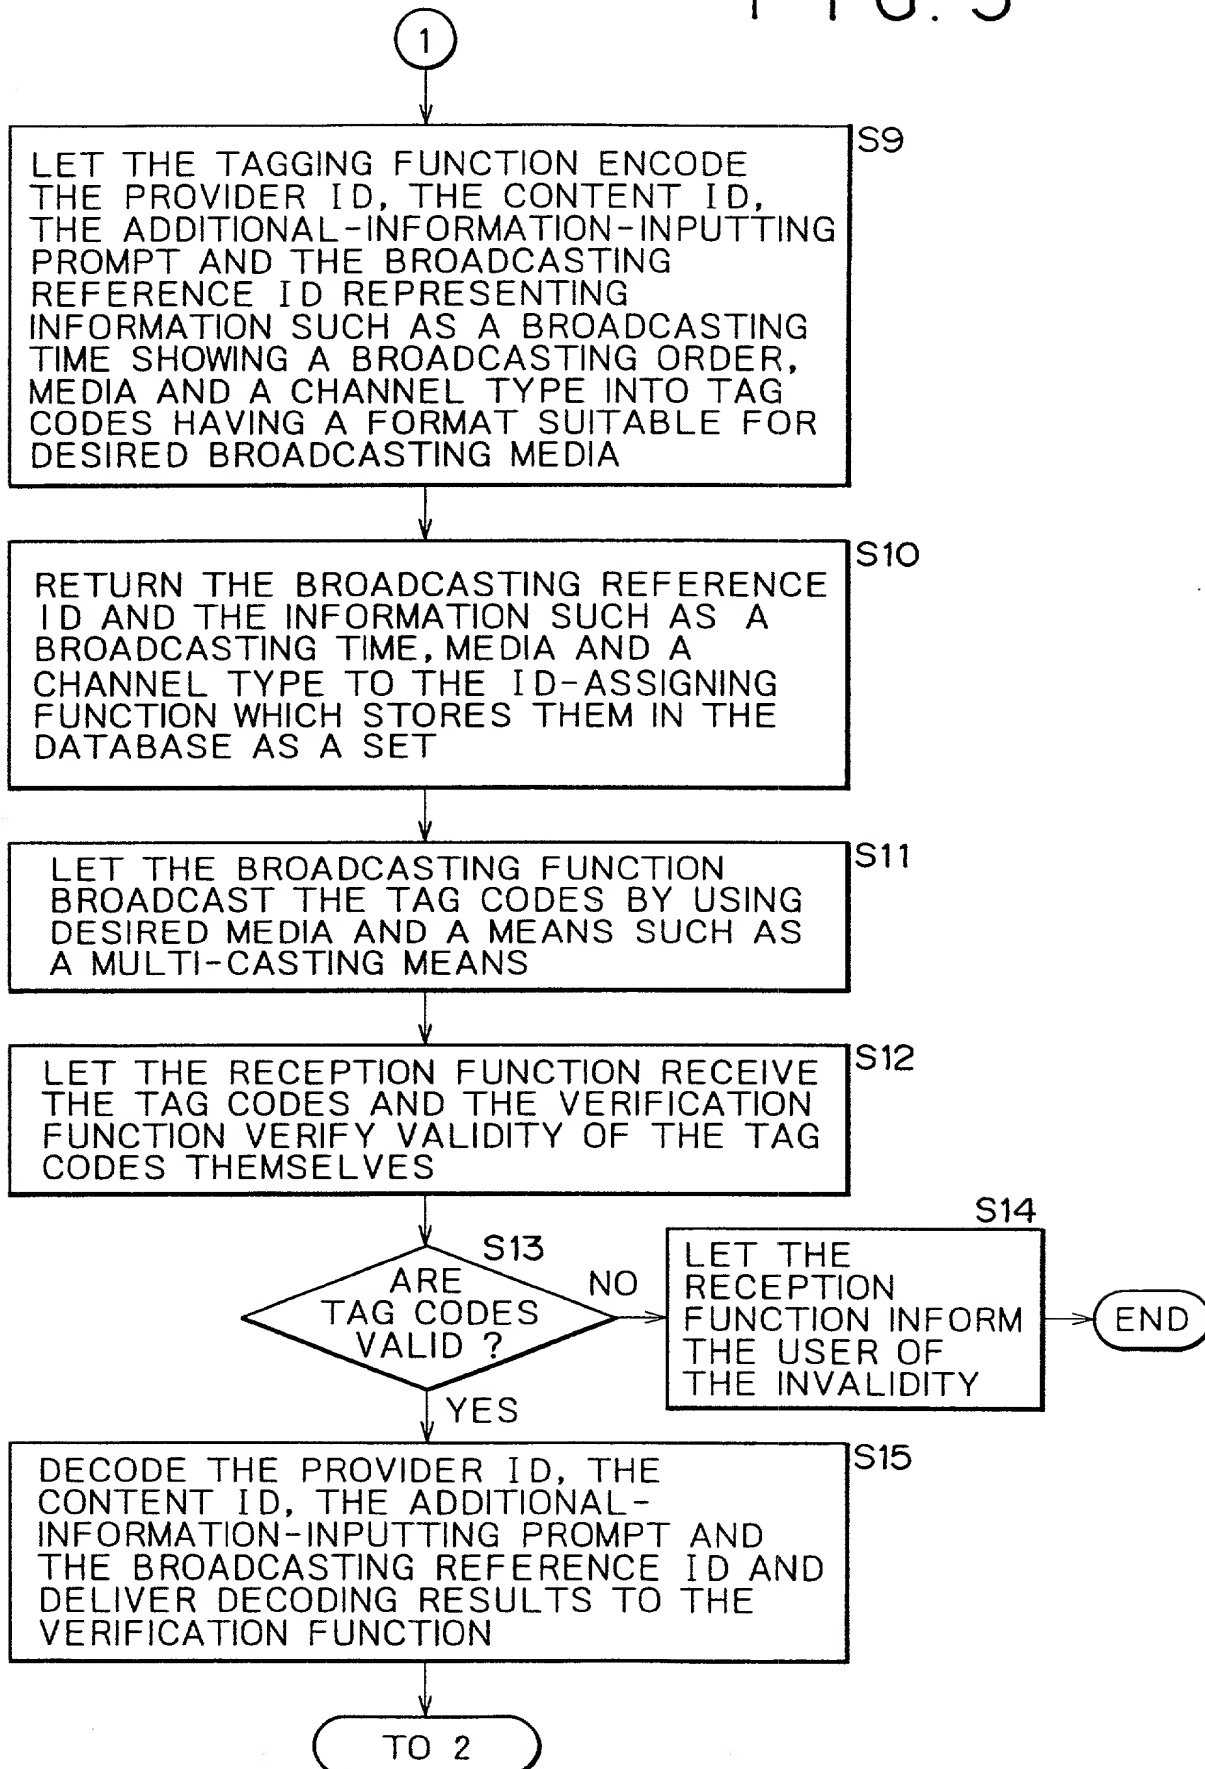 FIG. 5
1
S9
LET THE TAGGING FUNCTION ENCODE
THE PROVIDER ID, THE CONTENT ID,
THE ADDITIONAL-INFORMATION-INPUTTING
PROMPT AND THE BROADCASTING
REFERENCE ID REPRESENTING
INFORMATION SUCH AS A BROADCASTING
TIME SHOWING A BROADCASTING ORDER,
MEDIA AND A CHANNEL TYPE INTO TAG
CODES HAVING A FORMAT SUITABLE FOR
DESIRED BROADCASTING MEDIA
S10
RETURN THE BROADCASTING REFERENCE
ID AND THE INFORMATION SUCH AS A
BROADCASTING TIME, MEDIA AND A
CHANNEL TYPE TO THE ID-ASSIGNING
FUNCTION WHICH STORES THEM IN THE
DATABASE AS A SET
S11
LET THE BROADCASTING FUNCTION
BROADCAST THE TAG CODES BY USING
DESIRED MEDIA AND A MEANS SUCH AS
A MULTI-CASTING MEANS
S12
LET THE RECEPTION FUNCTION RECEIVE
THE TAG CODES AND THE VERIFICATION
FUNCTION VERIFY VALIDITY OF THE TAG
CODES THEMSELVES
S13
ARE
TAG CODES
VALID ?
NO
S14
LET THE
RECEPTION
FUNCTION INFORM
THE USER OF
THE INVALIDITY
END
YES
S15
DECODE THE PROVIDER ID, THE
CONTENT ID, THE ADDITIONAL-
INFORMATION-INPUTTING PROMPT AND
THE BROADCASTING REFERENCE ID AND
DELIVER DECODING RESULTS TO THE
VERIFICATION FUNCTION
TO 2